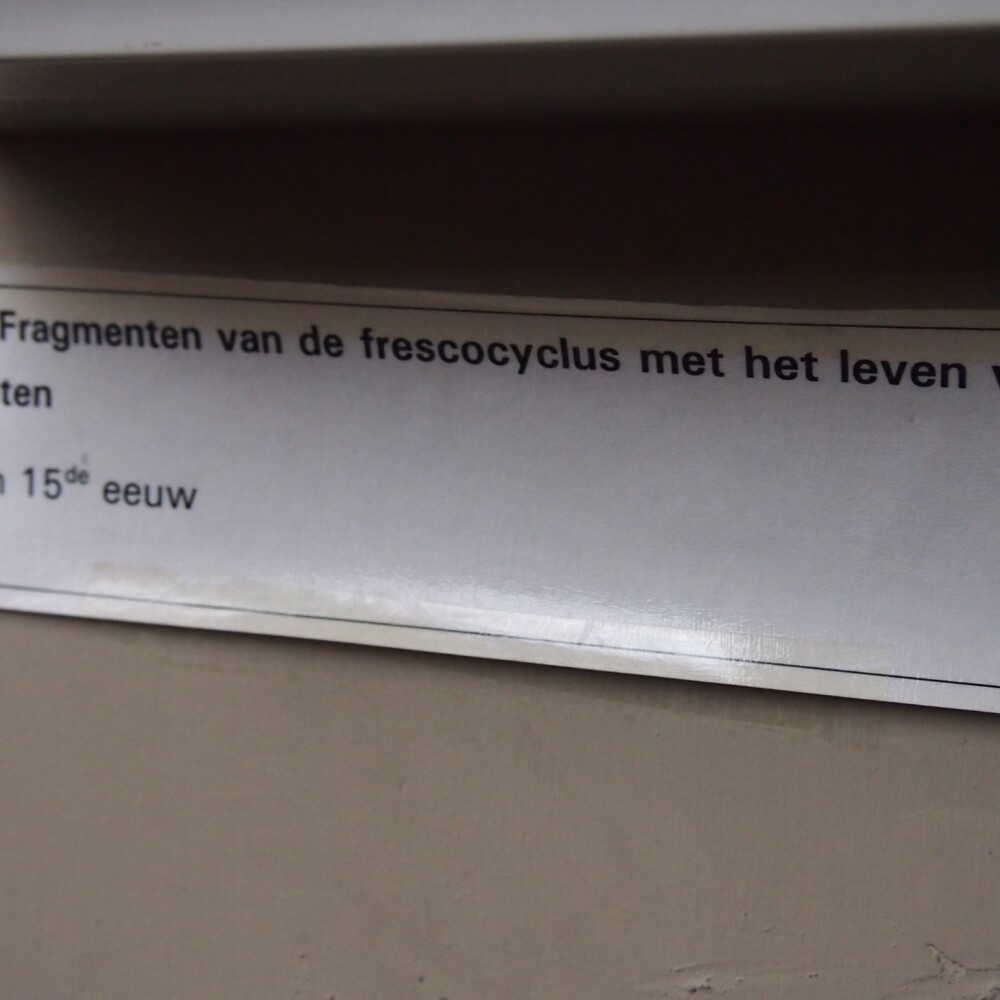 Fragmenten van de frescocyclus met het leven
ten
15de eeuw